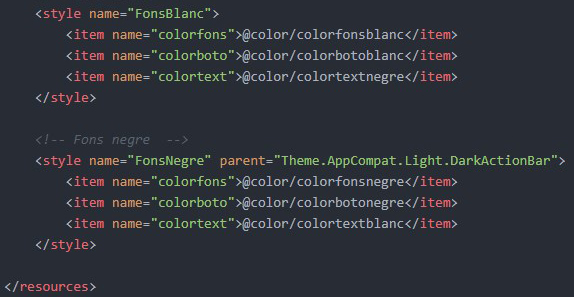 <style name="FonsBlanc">
<item name="colorfons">@color/colorfonsblanc</item>
<item name="colorboto">@color/colorbotoblanc</item>
<item name="colortext">@color/colortextnegre</item>
</style>
<!-- Fons negre  -->
<style name="FonsNegre" parent="Theme.AppCompat.Light.DarkActionBar">
<item name="colorfons">@color/colorfonsnegre</item>
<item name="colorboto">@color/colorbotonegre</item>
<item name="colortext">@color/colortextblanc</item>
</style>
</resources>